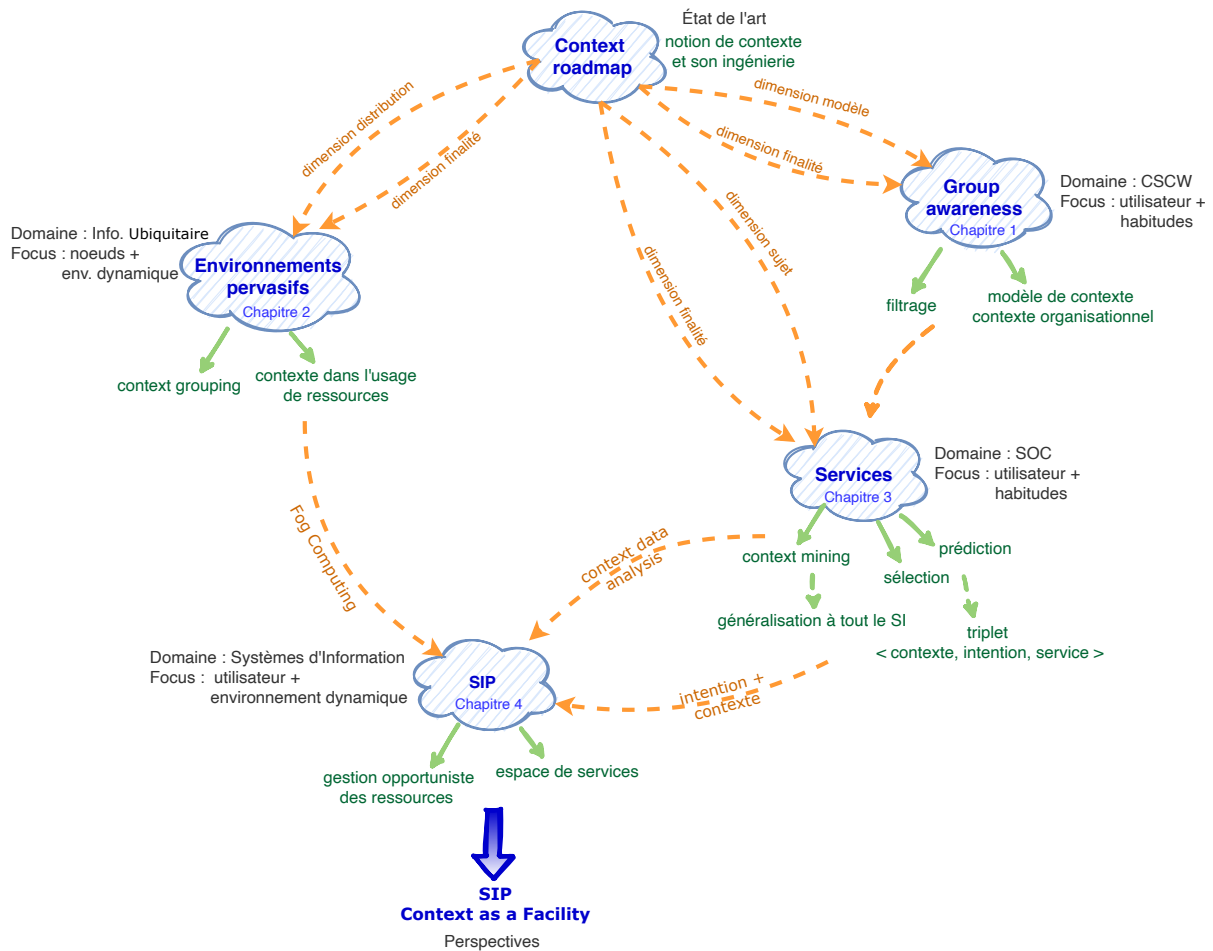 État de l'art
notion de contexte
et son ingénierie
Context
roadmap
dimension distribution
dimension finalité
dimension modèle
dimension finalité
dimension sujet
dimension finalité
Group
awareness
Chapitre 1
Domaine : CSCW
Focus : utilisateur +
habitudes
Domaine : Info. Ubiquitaire
Focus : noeuds +
env. dynamique
Environnements
pervasifs
Chapitre 2
filtrage
modèle de contexte
contexte organisationnel
context grouping
contexte dans l'usage
de ressources
Services
Chapitre 3
Domaine : SOC
Focus : utilisateur +
habitudes
Fog Computing
context data
analysis
context mining
sélection
prédiction
généralisation à tout le SI
triplet
< contexte, intention, service >
Domaine : Systèmes d'Information
Focus : utilisateur +
environnement dynamique
SIP
Chapitre 4
intention +
contexte
gestion opportuniste
des ressources
espace de services
SIP
Context as a Facility
Perspectives